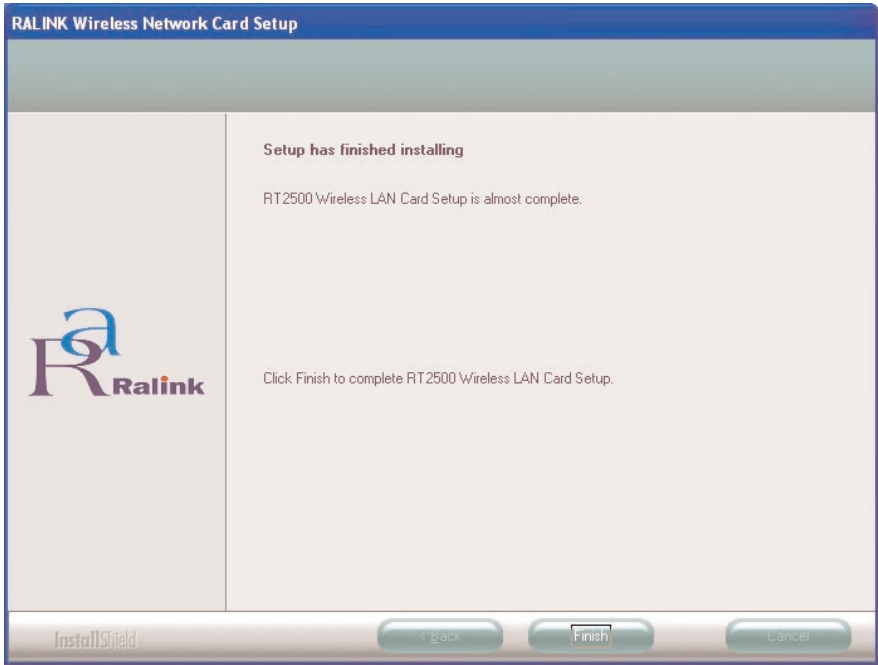 RALINK Wireless Network Card Setup
Setup has finished installing
RT2500 Wireless LAN Card Setup is almost complete.
Ra
Ralink
Click Finish to complete RT2500 Wireless LAN Card Setup.
InstallShield
< Back
Finish
Cancel